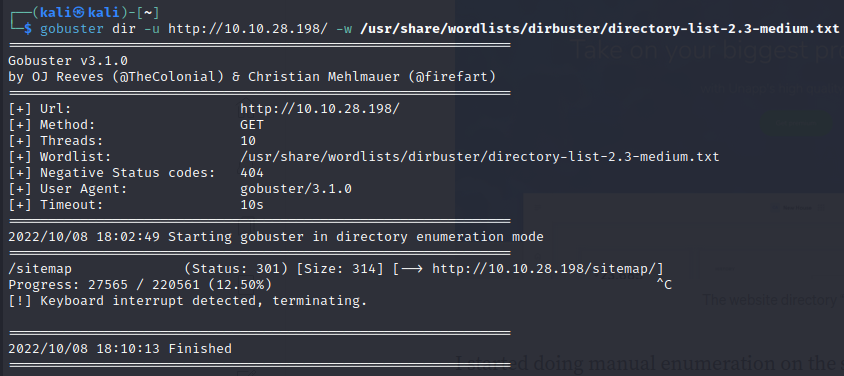 ┌──(kali㉿kali)-[~]
└─$ gobuster dir -u http://10.10.28.198/ -w /usr/share/wordlists/dirbuster/directory-list-2.3-medium.txt
Take on your biggest pr
===============================================================
Gobuster v3.1.0
by OJ Reeves (@TheColonial) & Christian Mehlmauer (@firefart)
===============================================================
[+] Url:                     http://10.10.28.198/
[+] Method:                  GET
[+] Threads:                 10
[+] Wordlist:                /usr/share/wordlists/dirbuster/directory-list-2.3-medium.txt
[+] Negative Status codes:   404
[+] User Agent:              gobuster/3.1.0
[+] Timeout:                 10s
===============================================================
2022/10/08 18:02:49 Starting gobuster in directory enumeration mode
===============================================================
/sitemap              (Status: 301) [Size: 314] [--> http://10.10.28.198/sitemap/]
Progress: 27565 / 220561 (12.50%)                                                 ^C
[!] Keyboard interrupt detected, terminating.
The website directory
===============================================================
2022/10/08 18:10:13 Finished
===============================================================
I started doing manual enumeration on the